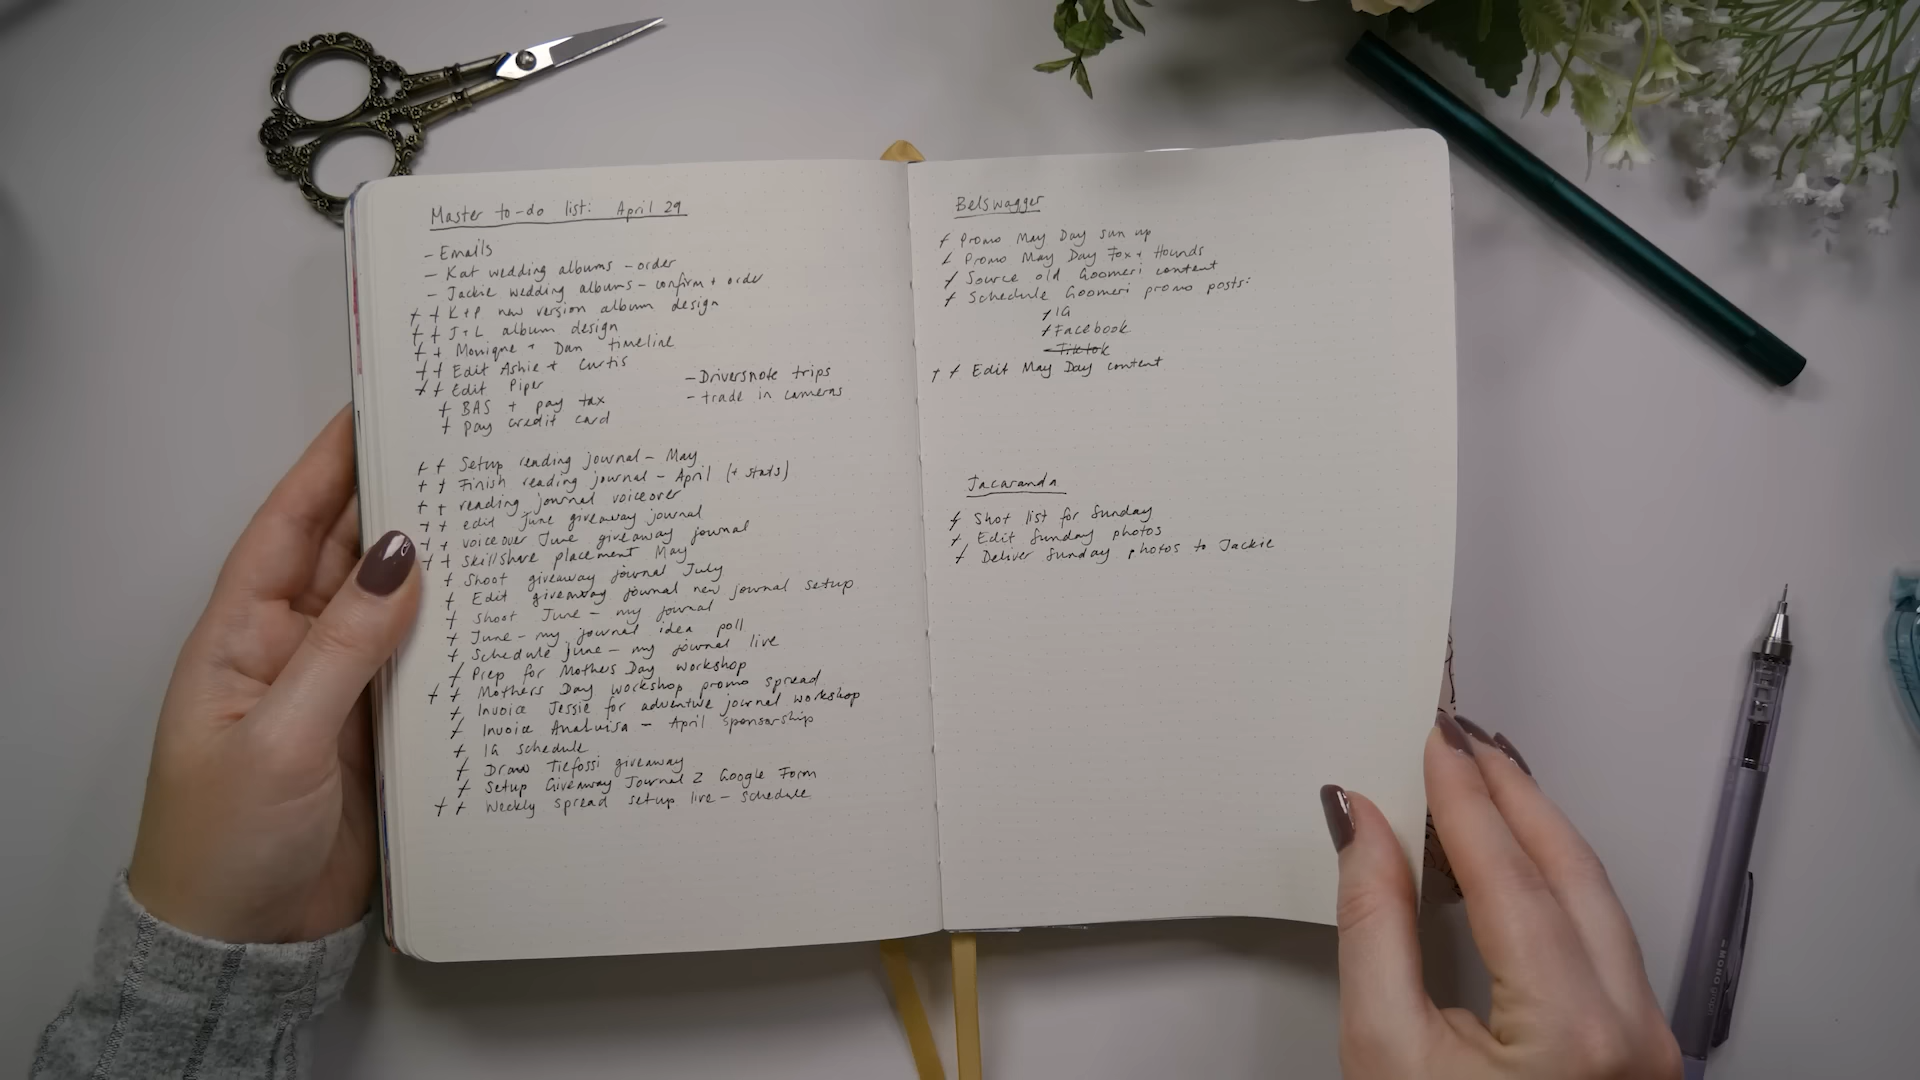 Master to-do list: April 29
- Emails
- Kat wedding albums - order
- Jackie wedding albums - confirm + order
+ + K+P new version album design
+ + J+L album design
+ + Monique + Dan timeline
+ + Edit Ashie + Curtis
+ + Edit Piper
+ BAS + pay tax
+ pay credit card
- Driversnote trips
- trade in cameras
+ + Setup reading journal - May
+ + Finish reading journal - April (+ stats)
+ + reading journal voiceover
+ + edit June giveaway journal
+ + voiceover June giveaway journal
+ + Skillshare placement May
+ Shoot giveaway journal July
+ Edit giveaway journal new journal setup
+ Shoot June - my journal
+ June - my journal idea poll
+ Schedule June - my journal live
+ Prep for Mothers Day workshop
+ + Mothers Day workshop promo spread
+ Invoice Jessie for adventure journal workshop
+ Invoice Analuisa - April sponsorship
+ IG schedule
+ Draw Tiefossi giveaway
+ Setup Giveaway Journal 2 Google Form
+ + Weekly spread setup live - schedule
Belswagger
+ Promo May Day sun up
+ Promo May Day Fox + Hounds
+ Source old Goomeri content
+ Schedule Goomeri promo posts:
+ IG
+ Facebook
- Tiktok
+ + Edit May Day content
Jacaranda
+ Shot list for Sunday
+ Edit Sunday photos
+ Deliver Sunday photos to Jackie
MONO graph